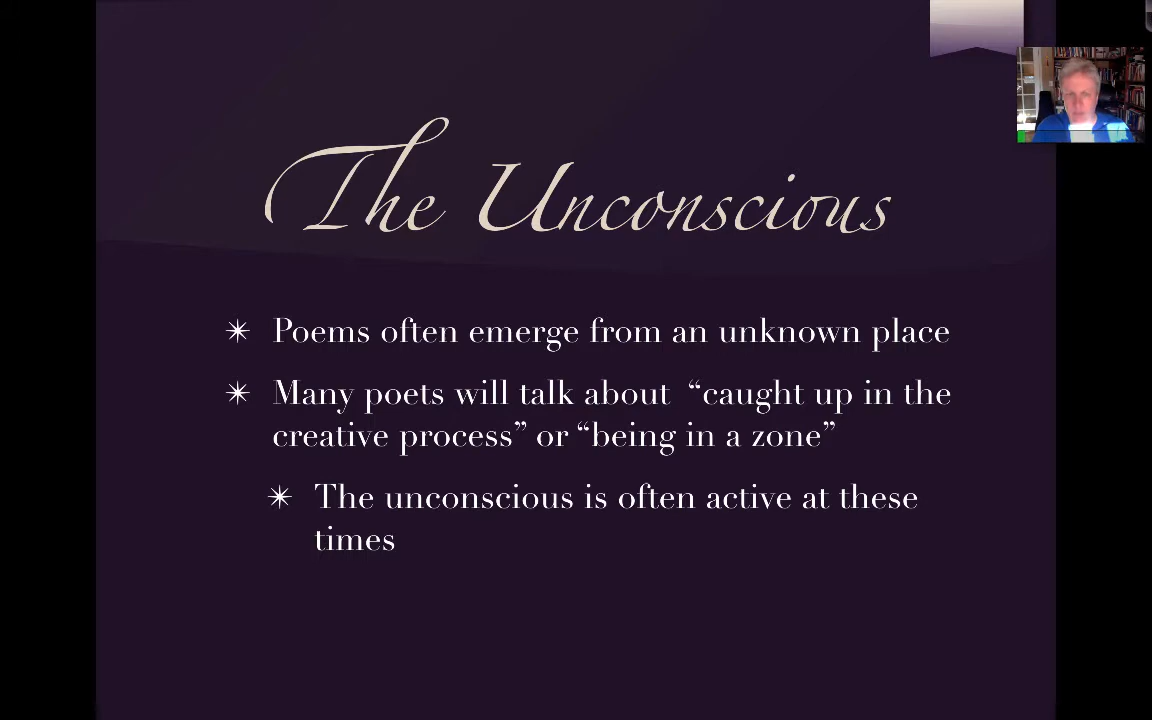 The Unconscious
✴ Poems often emerge from an unknown place
✴ Many poets will talk about  “caught up in the
creative process” or “being in a zone”
✴ The unconscious is often active at these
times